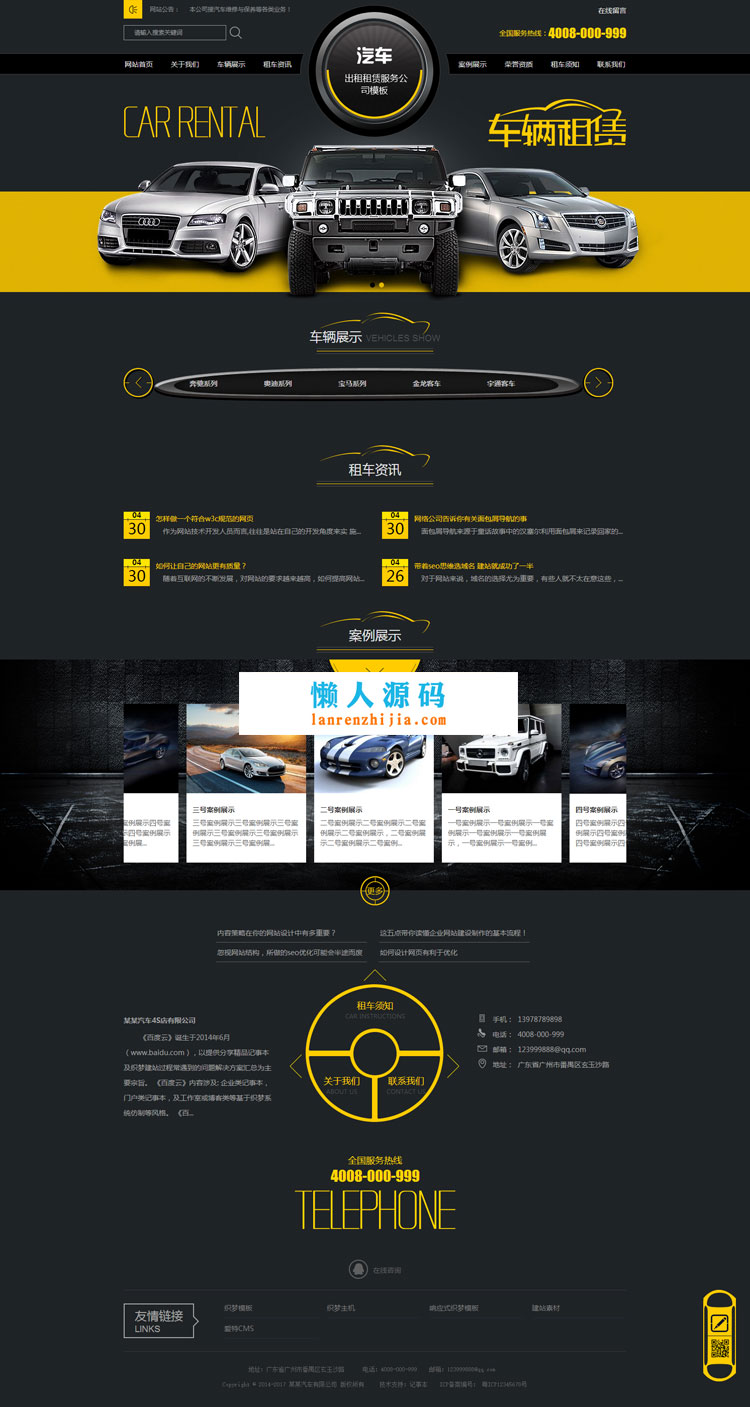 网站公告： 本公司接汽车维修与保养等各类业务！
在线留言
请输入搜索关键词
全国服务热线：4008-000-999
网站首页 关于我们 车辆展示 租车资讯
案例展示 荣誉资质 租车须知 联系我们
汽车
出租租赁服务公
司模板
CAR RENTAL
车辆租赁
车辆展示 VEHICLES SHOW
奔驰系列 奥迪系列 宝马系列 金龙客车 宇通客车
租车资讯
04
30
怎样做一个符合w3c规范的网页
作为网站技术开发人员而言,往往是站在自己的开发角度来实 施...
04
30
网络公司告诉你有关面包屑导航的事
面包屑导航来源于童话故事中的汉塞尔利用面包屑来记录回家的...
04
30
如何让自己的网站更有质量？
随着互联网的不断发展，对网站的要求越来越高，如何提高网站...
04
26
带着seo思维选域名 建站就成功了一半
对于网站来说，域名的选择尤为重要，有些人就不太在意这些，...
案例展示
懒人源码
lanrenzhijia.com
案例展示四号案
示四号案例展示
例展...
三号案例展示
三号案例展示三号案例展示三号案
例展示三号案例展示三号案例展示
三号案例展示三号案例...
二号案例展示
二号案例展示二号案例展示二号案
例展示二号案例展示，二号案例展
示二号案例展示二号案例...
一号案例展示
一号案例展示一号案例展示一号案
例展示一号案例展示一号案例展
示，一号案例展示一号案例...
四号案例展示
四号案例展示四
例展示四号案例
四号案例展示四
更多
内容策略在你的网站设计中有多重要？
这五点带你读懂企业网站建设制作的基本流程！
忽视网站结构，所做的seo优化可能会半途而废
如何设计网页有利于优化
租车须知
CAR INSTRUCTIONS
关于我们
ABOUT US
联系我们
CONTACT US
某某汽车4S店有限公司
《百度云》诞生于2014年6月
（www.baidu.com ），以提供分享精品记事本
及织梦建站过程常遇到的问题解决方案汇总为主
要宗旨。 《百度云》内容涉及: 企业类记事本，
门户类记事本，及工作室或博客类等基于织梦系
统仿制等风格。 《百...
手机： 13978789898
电话： 4008-000-999
邮箱： 123999888@qq.com
地址： 广东省广州市番禺区玄玉沙路
全国服务热线
4008-000-999
TELEPHONE
在线咨询
友情链接
LINKS
织梦模板 织梦主机 响应式织梦模板 建站素材
CMS
地址：广东省广州市番禺区玄玉沙路 电话：4008-000-999 邮箱：123999888@qq.com
Copyright © 2014-2017 某某汽车有限公司 版权所有 技术支持：记事本 ICP备案编号： 粤ICP12345678号